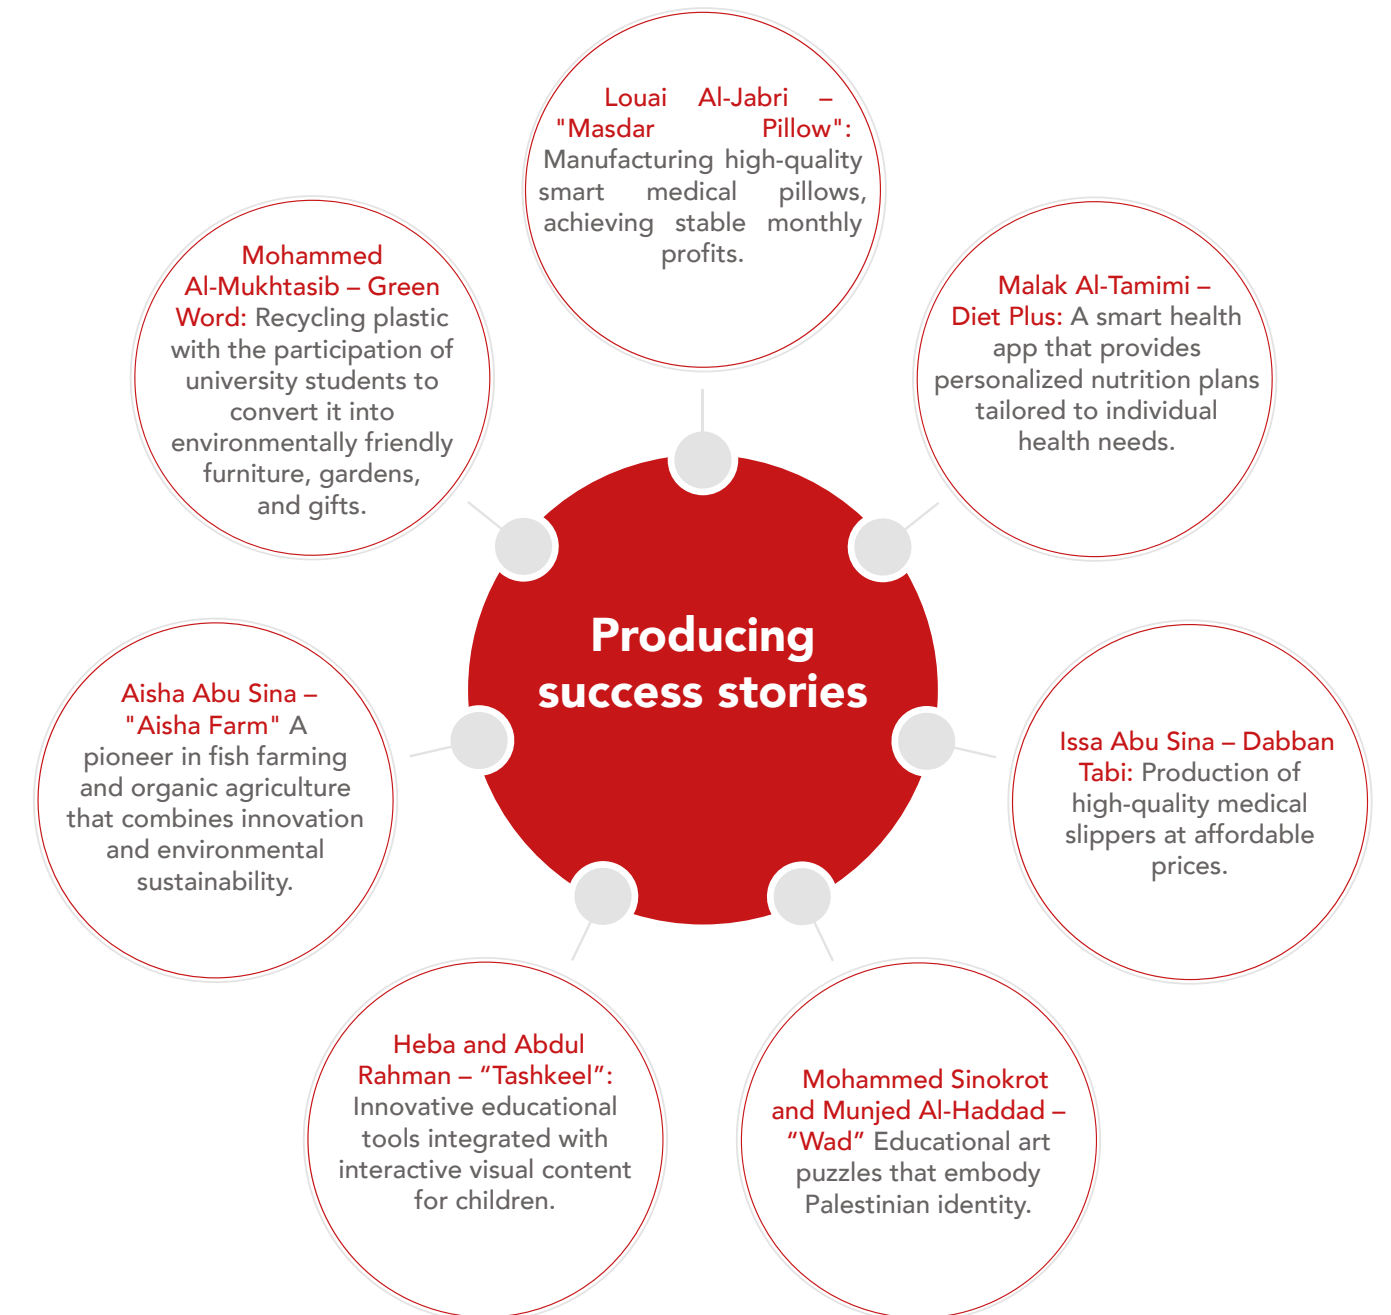 Louai Al-Jabri –
"Masdar Pillow":
Manufacturing high-quality
smart medical pillows,
achieving stable monthly
profits.
Malak Al-Tamimi –
Diet Plus: A smart health
app that provides
personalized nutrition plans
tailored to individual
health needs.
Issa Abu Sina – Dabban
Tabi: Production of
high-quality medical
slippers at affordable
prices.
Mohammed Sinokrot
and Munjed Al-Haddad –
“Wad” Educational art
puzzles that embody
Palestinian identity.
Heba and Abdul
Rahman – “Tashkeel”:
Innovative educational
tools integrated with
interactive visual content
for children.
Aisha Abu Sina –
"Aisha Farm" A
pioneer in fish farming
and organic agriculture
that combines innovation
and environmental
sustainability.
Mohammed
Al-Mukhtasib – Green
Word: Recycling plastic
with the participation of
university students to
convert it into
environmentally friendly
furniture, gardens,
and gifts.
Producing
success stories